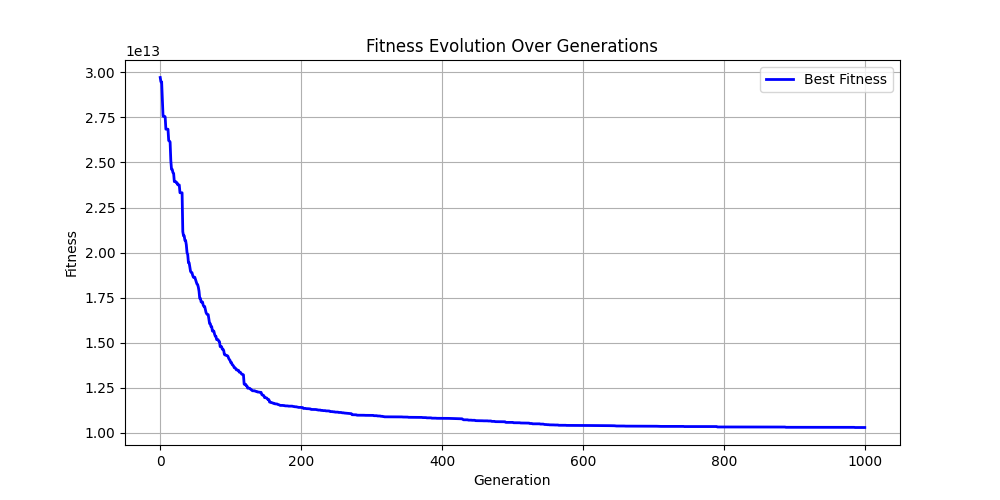 Fitness Evolution Over Generations
1e13
Best Fitness
3.00
2.75
2.50
2.25
2.00
1.75
1.50
1.25
1.00
Fitness
0 200 400 600 800 1000
Generation